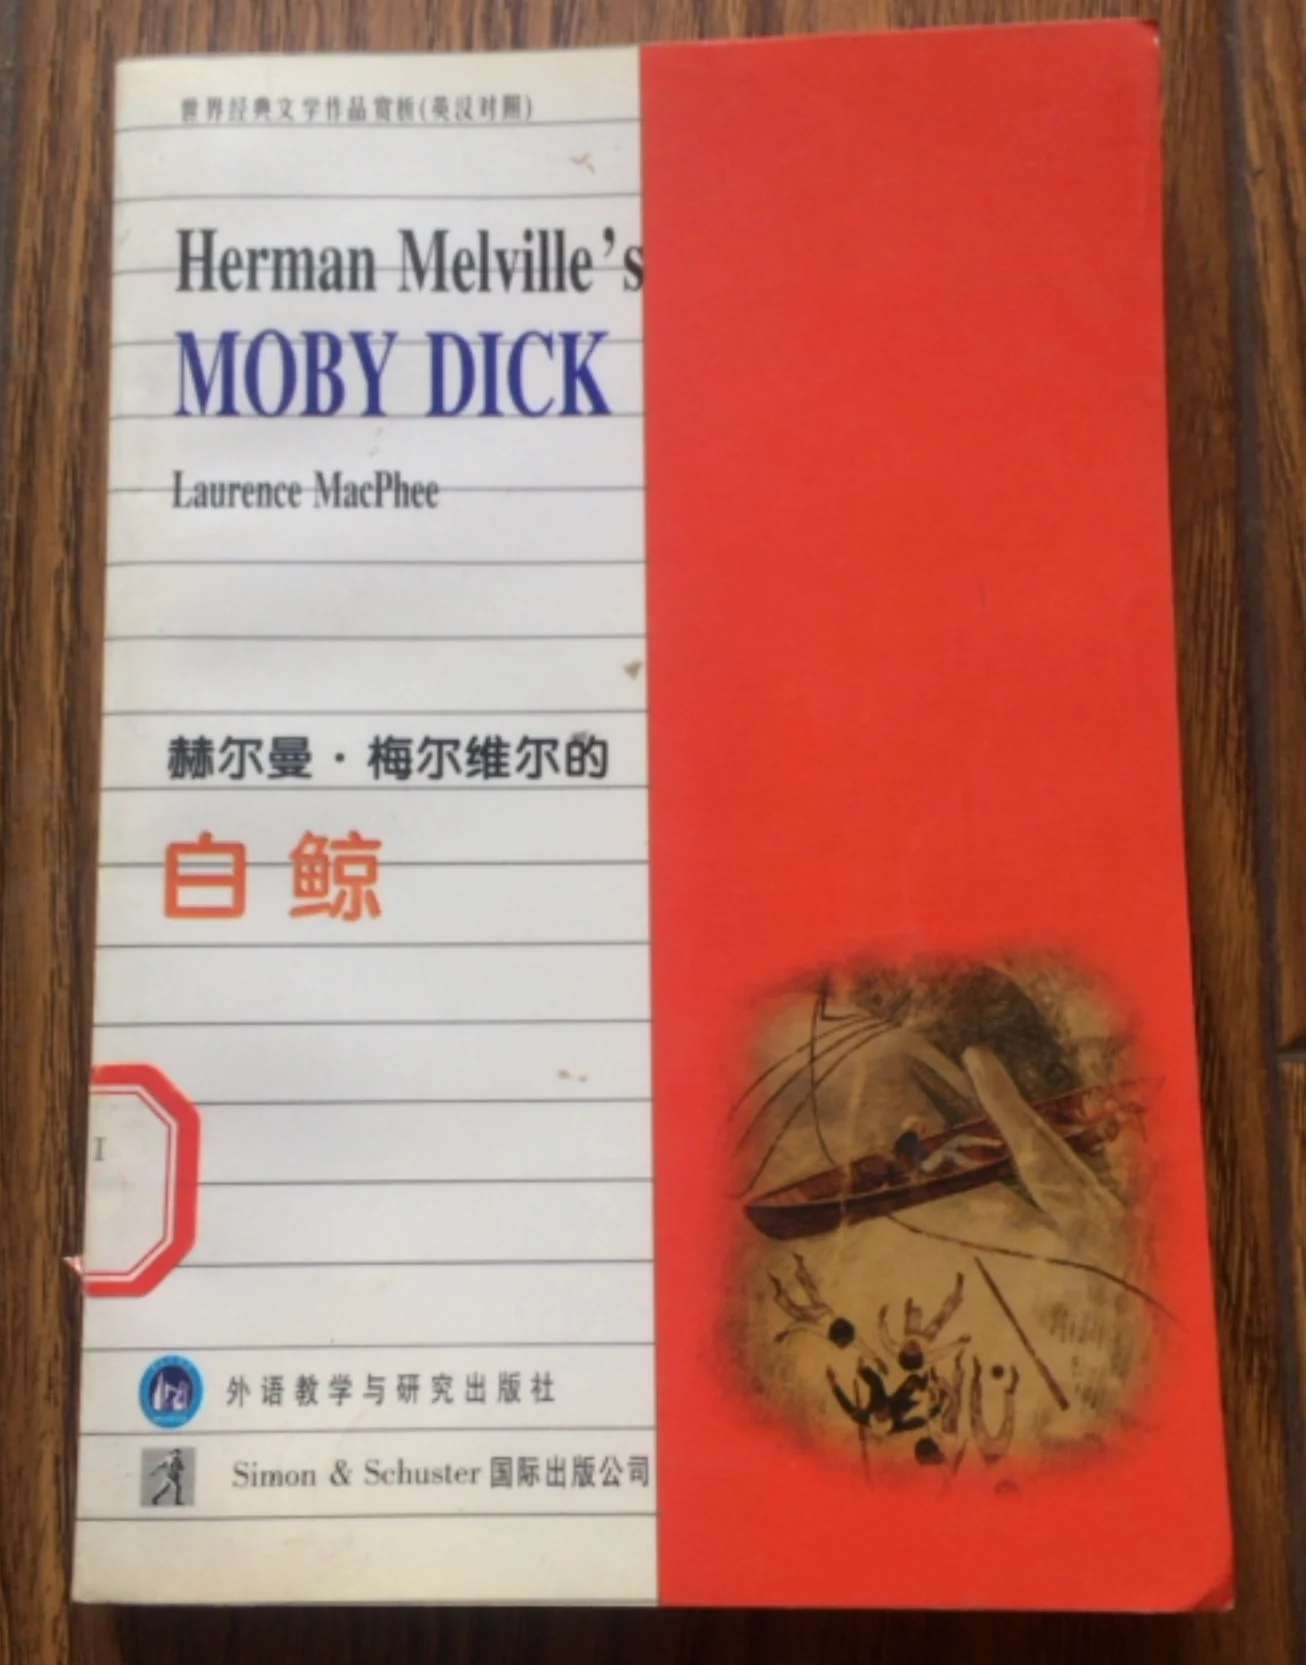 世界经典文学作品赏析(英汉对照)
Herman Melville's
MOBY DICK
Laurence MacPhee
赫尔曼·梅尔维尔的
白鲸
I
外语教学与研究出版社
Simon & Schuster 国际出版公司